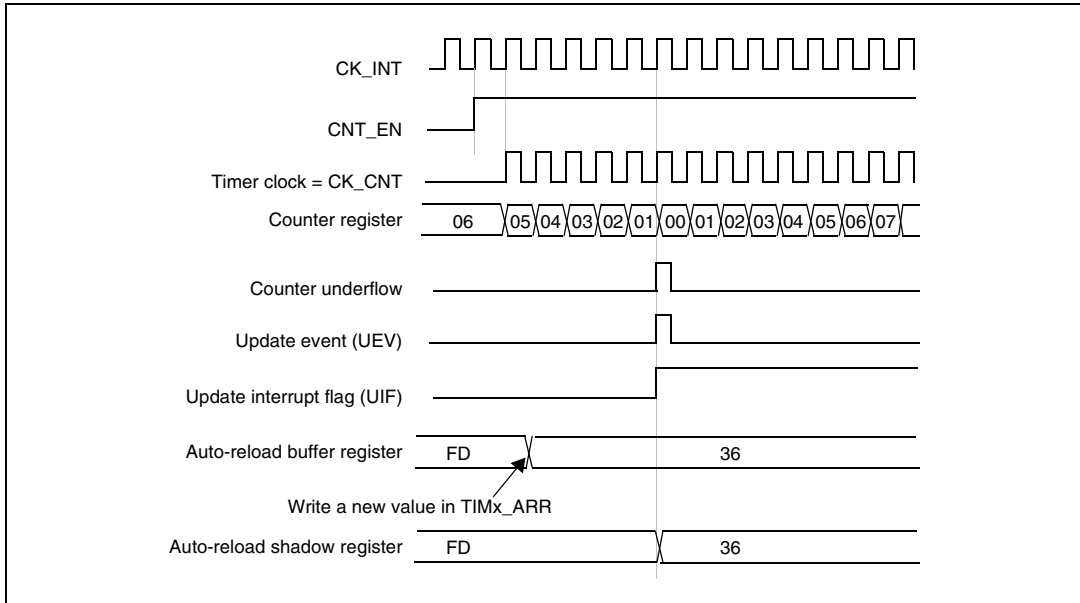 CK_INT
CNT_EN
Timer clock = CK_CNT
Counter register 06 05 04 03 02 01 00 01 02 03 04 05 06 07
Counter underflow
Update event (UEV)
Update interrupt flag (UIF)
Auto-reload buffer register FD 36
Write a new value in TIMx_ARR
Auto-reload shadow register FD 36